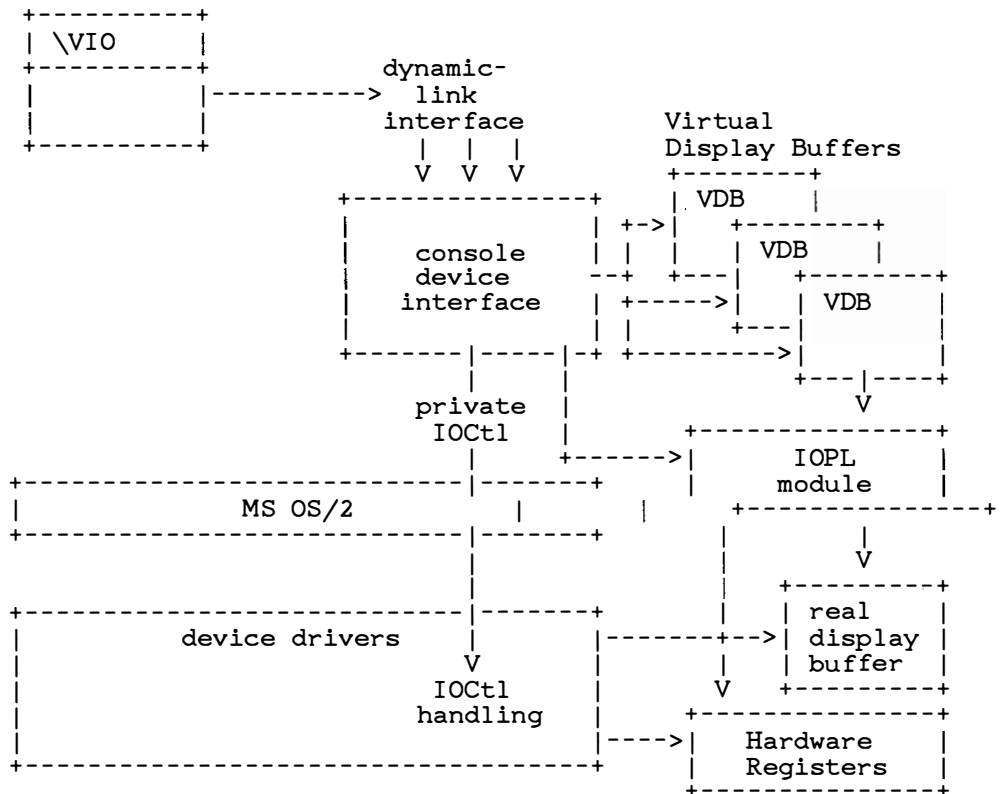 \VIO
dynamic-
link
interface
Virtual
Display Buffers
VDB
VDB
VDB
console
device
interface
private
IOCtl
IOPL
module
MS OS/2
device drivers
IOCtl
handling
real
display
buffer
Hardware
Registers